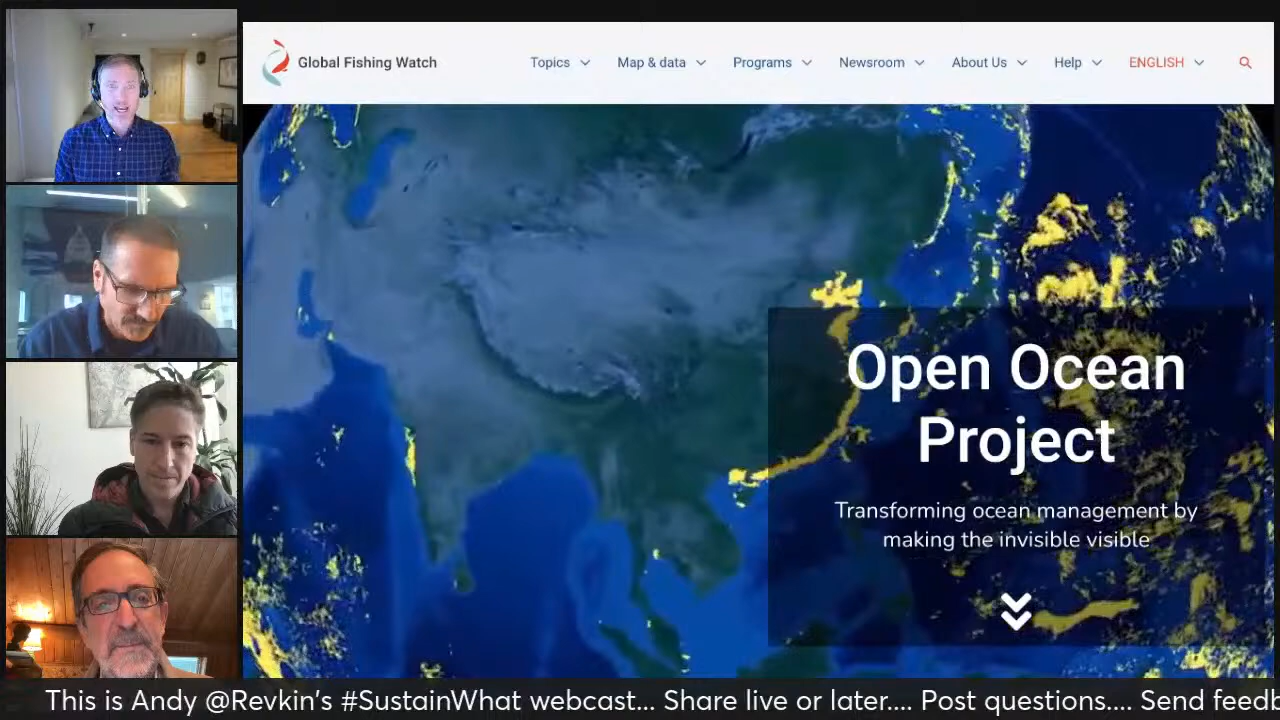 Global Fishing Watch
Topics Map & data Programs Newsroom About Us Help ENGLISH
Open Ocean
Project
Transforming ocean management by
making the invisible visible
This is Andy @Revkin's #SustainWhat webcast... Share live or later.... Post questions.... Send feedb